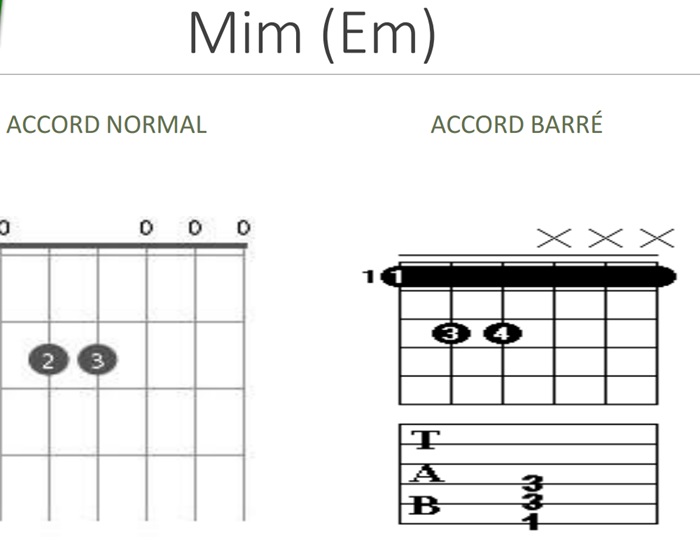 Mim (Em)
ACCORD NORMAL
ACCORD BARRÉ
0 0 0 0
2 3
X X X
1 1
3 4
T
A
B
3
3
1